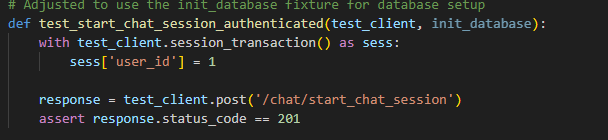 # Adjusted to use the init_database fixture for database setup
def test_start_chat_session_authenticated(test_client, init_database):
    with test_client.session_transaction() as sess:
        sess['user_id'] = 1

    response = test_client.post('/chat/start_chat_session')
    assert response.status_code == 201